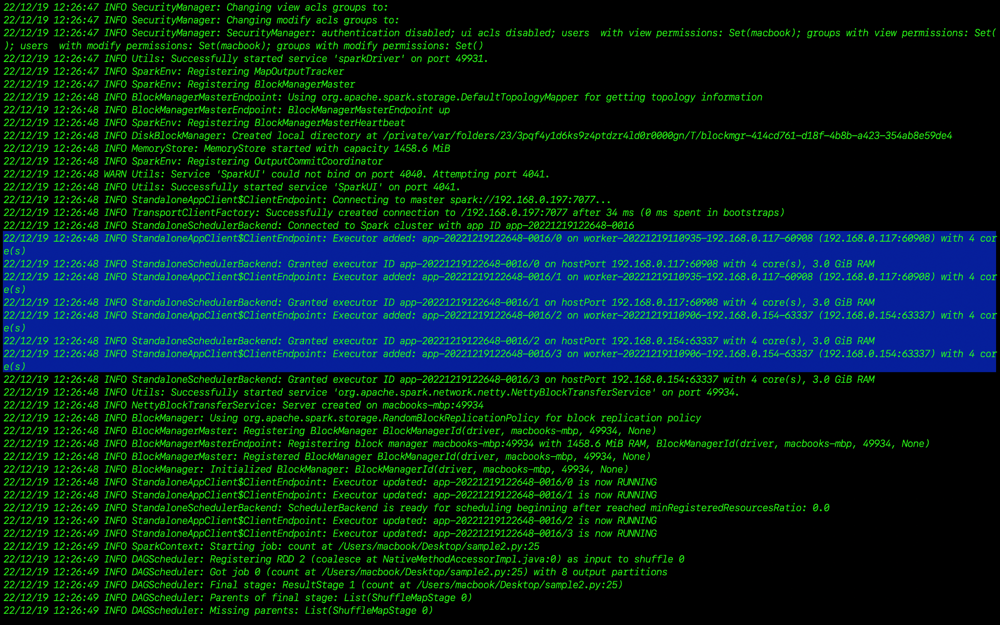 22/12/19 12:26:47 INFO SecurityManager: Changing view acls groups to:
22/12/19 12:26:47 INFO SecurityManager: Changing modify acls groups to:
22/12/19 12:26:47 INFO SecurityManager: SecurityManager: authentication disabled; ui acls disabled; users  with view permissions: Set(macbook); groups with view permissions: Set(
); users  with modify permissions: Set(macbook); groups with modify permissions: Set()
22/12/19 12:26:47 INFO Utils: Successfully started service 'sparkDriver' on port 49931.
22/12/19 12:26:47 INFO SparkEnv: Registering MapOutputTracker
22/12/19 12:26:47 INFO SparkEnv: Registering BlockManagerMaster
22/12/19 12:26:48 INFO BlockManagerMasterEndpoint: Using org.apache.spark.storage.DefaultTopologyMapper for getting topology information
22/12/19 12:26:48 INFO BlockManagerMasterEndpoint: BlockManagerMasterEndpoint up
22/12/19 12:26:48 INFO SparkEnv: Registering BlockManagerMasterHeartbeat
22/12/19 12:26:48 INFO DiskBlockManager: Created local directory at /private/var/folders/23/3pqf4y1d6ks9z4ptdzr4ld0r0000gn/T/blockmgr-414cd761-d18f-4b8b-a423-354ab8e59de4
22/12/19 12:26:48 INFO MemoryStore: MemoryStore started with capacity 1458.6 MiB
22/12/19 12:26:48 INFO SparkEnv: Registering OutputCommitCoordinator
22/12/19 12:26:48 WARN Utils: Service 'SparkUI' could not bind on port 4040. Attempting port 4041.
22/12/19 12:26:48 INFO Utils: Successfully started service 'SparkUI' on port 4041.
22/12/19 12:26:48 INFO StandaloneAppClient$ClientEndpoint: Connecting to master spark://192.168.0.197:7077...
22/12/19 12:26:48 INFO TransportClientFactory: Successfully created connection to /192.168.0.197:7077 after 34 ms (0 ms spent in bootstraps)
22/12/19 12:26:48 INFO StandaloneSchedulerBackend: Connected to Spark cluster with app ID app-20221219122648-0016
22/12/19 12:26:48 INFO StandaloneAppClient$ClientEndpoint: Executor added: app-20221219122648-0016/0 on worker-20221219110935-192.168.0.117-60908 (192.168.0.117:60908) with 4 cor
e(s)
22/12/19 12:26:48 INFO StandaloneSchedulerBackend: Granted executor ID app-20221219122648-0016/0 on hostPort 192.168.0.117:60908 with 4 core(s), 3.0 GiB RAM
22/12/19 12:26:48 INFO StandaloneAppClient$ClientEndpoint: Executor added: app-20221219122648-0016/1 on worker-20221219110935-192.168.0.117-60908 (192.168.0.117:60908) with 4 cor
e(s)
22/12/19 12:26:48 INFO StandaloneSchedulerBackend: Granted executor ID app-20221219122648-0016/1 on hostPort 192.168.0.117:60908 with 4 core(s), 3.0 GiB RAM
22/12/19 12:26:48 INFO StandaloneAppClient$ClientEndpoint: Executor added: app-20221219122648-0016/2 on worker-20221219110906-192.168.0.154-63337 (192.168.0.154:63337) with 4 cor
e(s)
22/12/19 12:26:48 INFO StandaloneSchedulerBackend: Granted executor ID app-20221219122648-0016/2 on hostPort 192.168.0.154:63337 with 4 core(s), 3.0 GiB RAM
22/12/19 12:26:48 INFO StandaloneAppClient$ClientEndpoint: Executor added: app-20221219122648-0016/3 on worker-20221219110906-192.168.0.154-63337 (192.168.0.154:63337) with 4 cor
e(s)
22/12/19 12:26:48 INFO StandaloneSchedulerBackend: Granted executor ID app-20221219122648-0016/3 on hostPort 192.168.0.154:63337 with 4 core(s), 3.0 GiB RAM
22/12/19 12:26:48 INFO Utils: Successfully started service 'org.apache.spark.network.netty.NettyBlockTransferService' on port 49934.
22/12/19 12:26:48 INFO NettyBlockTransferService: Server created on macbooks-mbp:49934
22/12/19 12:26:48 INFO BlockManager: Using org.apache.spark.storage.RandomBlockReplicationPolicy for block replication policy
22/12/19 12:26:48 INFO BlockManagerMaster: Registering BlockManager BlockManagerId(driver, macbooks-mbp, 49934, None)
22/12/19 12:26:48 INFO BlockManagerMasterEndpoint: Registering block manager macbooks-mbp:49934 with 1458.6 MiB RAM, BlockManagerId(driver, macbooks-mbp, 49934, None)
22/12/19 12:26:48 INFO BlockManagerMaster: Registered BlockManager BlockManagerId(driver, macbooks-mbp, 49934, None)
22/12/19 12:26:48 INFO BlockManager: Initialized BlockManager: BlockManagerId(driver, macbooks-mbp, 49934, None)
22/12/19 12:26:48 INFO StandaloneAppClient$ClientEndpoint: Executor updated: app-20221219122648-0016/0 is now RUNNING
22/12/19 12:26:48 INFO StandaloneAppClient$ClientEndpoint: Executor updated: app-20221219122648-0016/1 is now RUNNING
22/12/19 12:26:49 INFO StandaloneSchedulerBackend: SchedulerBackend is ready for scheduling beginning after reached minRegisteredResourcesRatio: 0.0
22/12/19 12:26:49 INFO StandaloneAppClient$ClientEndpoint: Executor updated: app-20221219122648-0016/2 is now RUNNING
22/12/19 12:26:49 INFO StandaloneAppClient$ClientEndpoint: Executor updated: app-20221219122648-0016/3 is now RUNNING
22/12/19 12:26:49 INFO SparkContext: Starting job: count at /Users/macbook/Desktop/sample2.py:25
22/12/19 12:26:49 INFO DAGScheduler: Registering RDD 2 (coalesce at NativeMethodAccessorImpl.java:0) as input to shuffle 0
22/12/19 12:26:49 INFO DAGScheduler: Got job 0 (count at /Users/macbook/Desktop/sample2.py:25) with 8 output partitions
22/12/19 12:26:49 INFO DAGScheduler: Final stage: ResultStage 1 (count at /Users/macbook/Desktop/sample2.py:25)
22/12/19 12:26:49 INFO DAGScheduler: Parents of final stage: List(ShuffleMapStage 0)
22/12/19 12:26:49 INFO DAGScheduler: Missing parents: List(ShuffleMapStage 0)